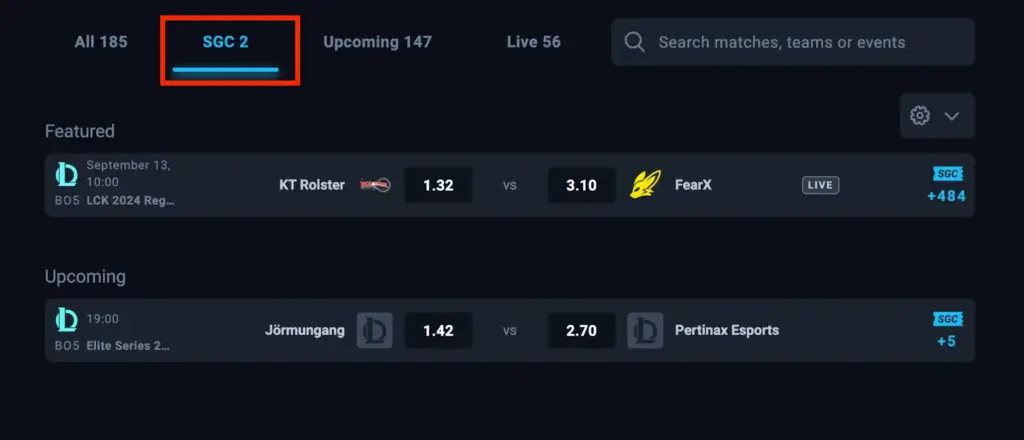 All 185
SGC 2
Upcoming 147
Live 56
Search matches, teams or events
Featured
September 13,
10:00
BO5 LCK 2024 Reg...
KT Rolster
1.32
vs
3.10
FearX
LIVE
SGC
+484
Upcoming
19:00
BO5 Elite Series 2...
Jörmungang
1.42
vs
2.70
Pertinax Esports
SGC
+5